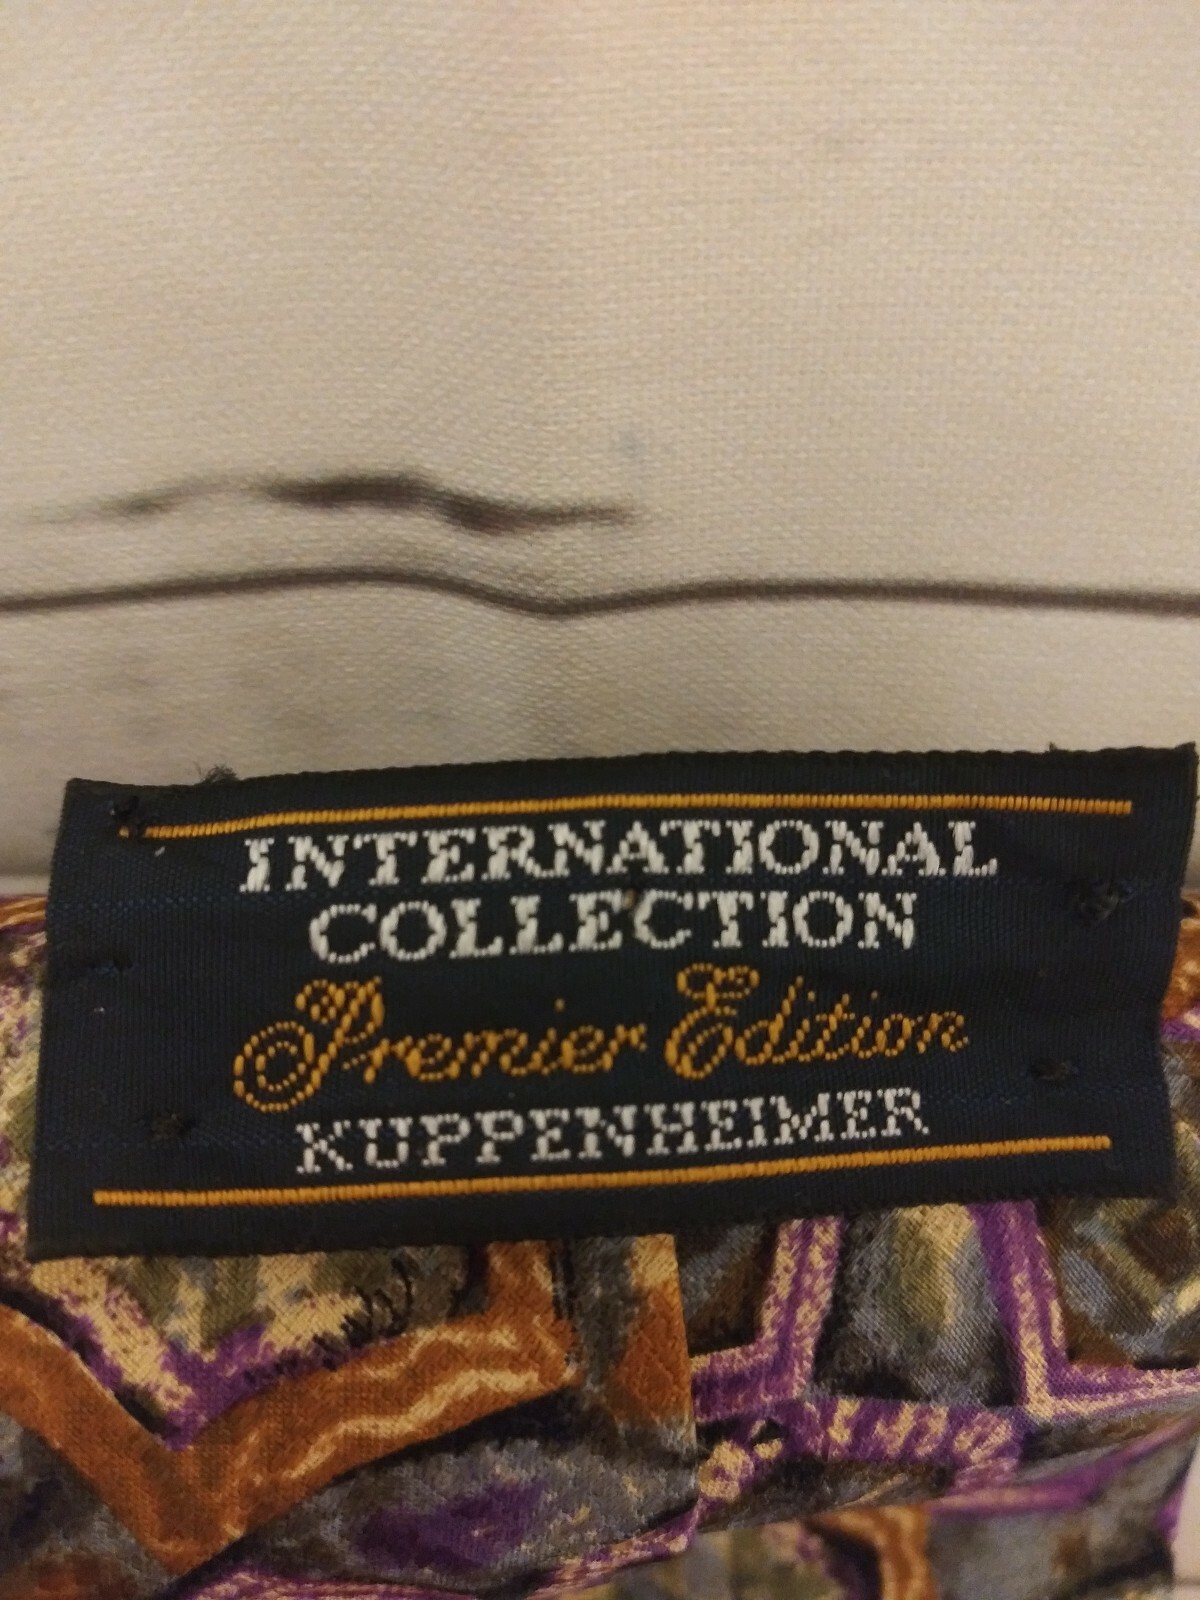 INTERNATIONAL
COLLECTION
Premier Edition
KUPPENHEIMER